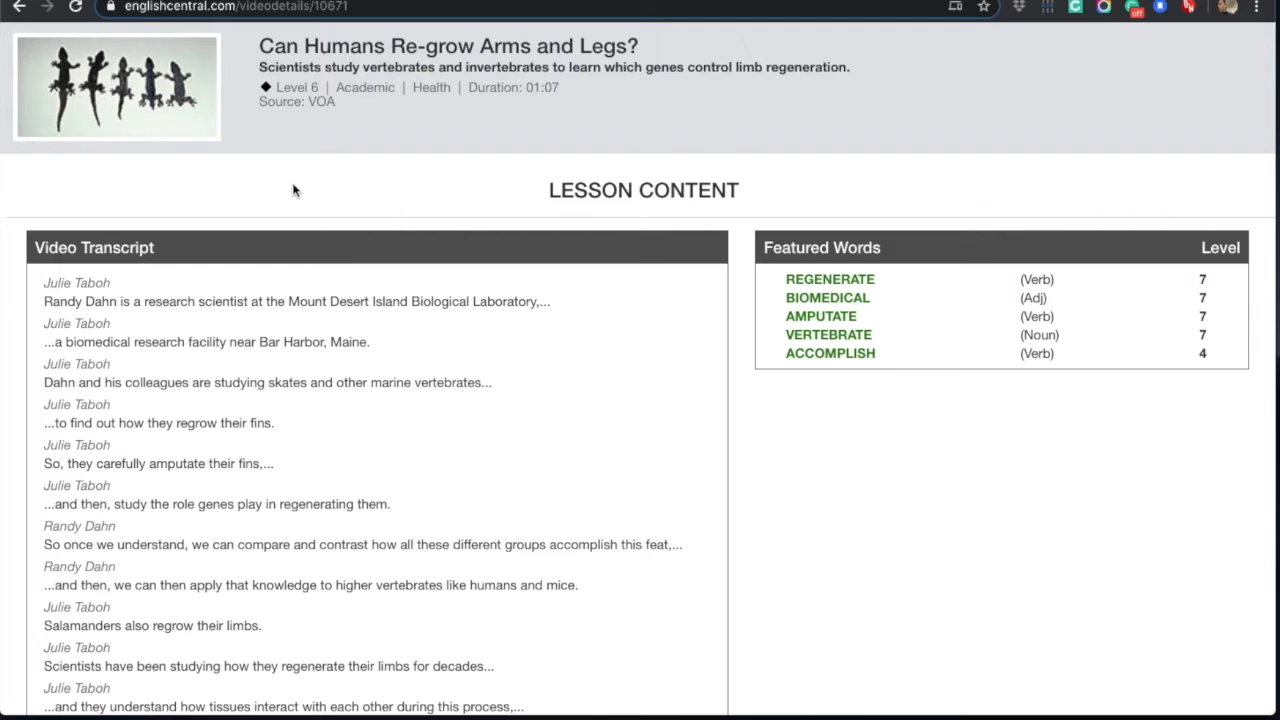 englishcentral.com/videodetails/10671
off
Can Humans Re-grow Arms and Legs?
Scientists study vertebrates and invertebrates to learn which genes control limb regeneration.
Level 6 | Academic | Health | Duration: 01:07
Source: VOA
LESSON CONTENT
Video Transcript
Julie Taboh
Randy Dahn is a research scientist at the Mount Desert Island Biological Laboratory,...
Julie Taboh
...a biomedical research facility near Bar Harbor, Maine.
Julie Taboh
Dahn and his colleagues are studying skates and other marine vertebrates...
Julie Taboh
...to find out how they regrow their fins.
Julie Taboh
So, they carefully amputate their fins,...
Julie Taboh
...and then, study the role genes play in regenerating them.
Randy Dahn
So once we understand, we can compare and contrast how all these different groups accomplish this feat,...
Randy Dahn
...and then, we can then apply that knowledge to higher vertebrates like humans and mice.
Julie Taboh
Salamanders also regrow their limbs.
Julie Taboh
Scientists have been studying how they regenerate their limbs for decades...
Julie Taboh
...and they understand how tissues interact with each other during this process,...
Featured Words Level
REGENERATE (Verb) 7
BIOMEDICAL (Adj) 7
AMPUTATE (Verb) 7
VERTEBRATE (Noun) 7
ACCOMPLISH (Verb) 4